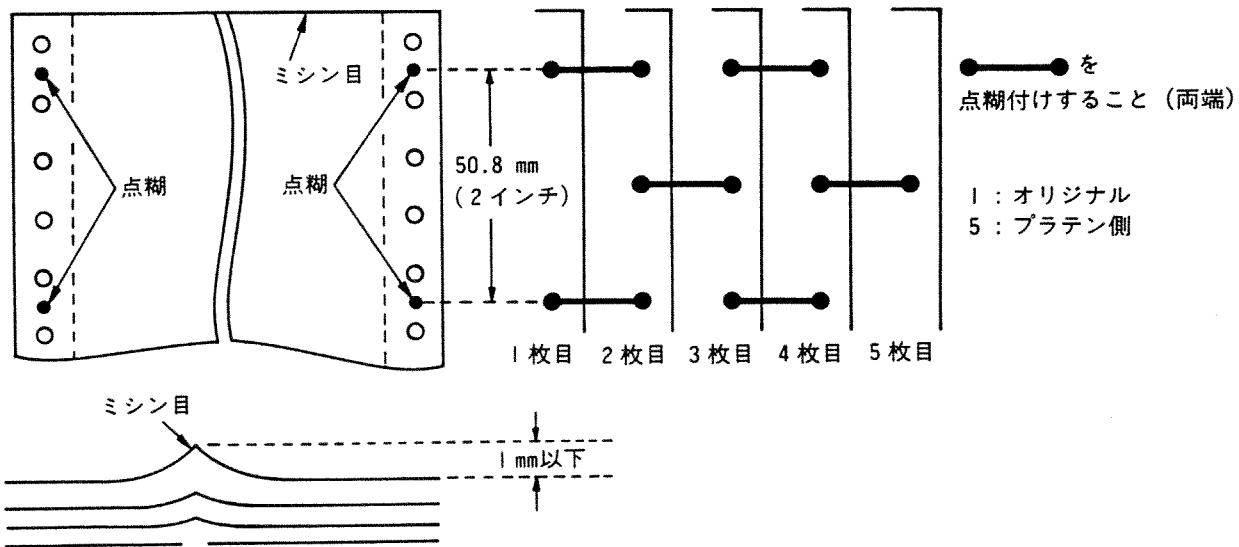 ミシン目
点糊
点糊
50.8 mm
(2インチ)
を
点糊付けすること (両端)
1 : オリジナル
5 : プラテン側
1枚目 2枚目 3枚目 4枚目 5枚目
ミシン目
1mm以下